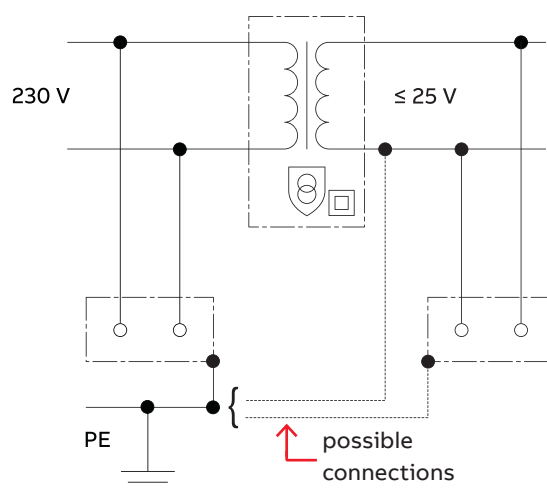 230 V
≤ 25 V
PE
possible
connections